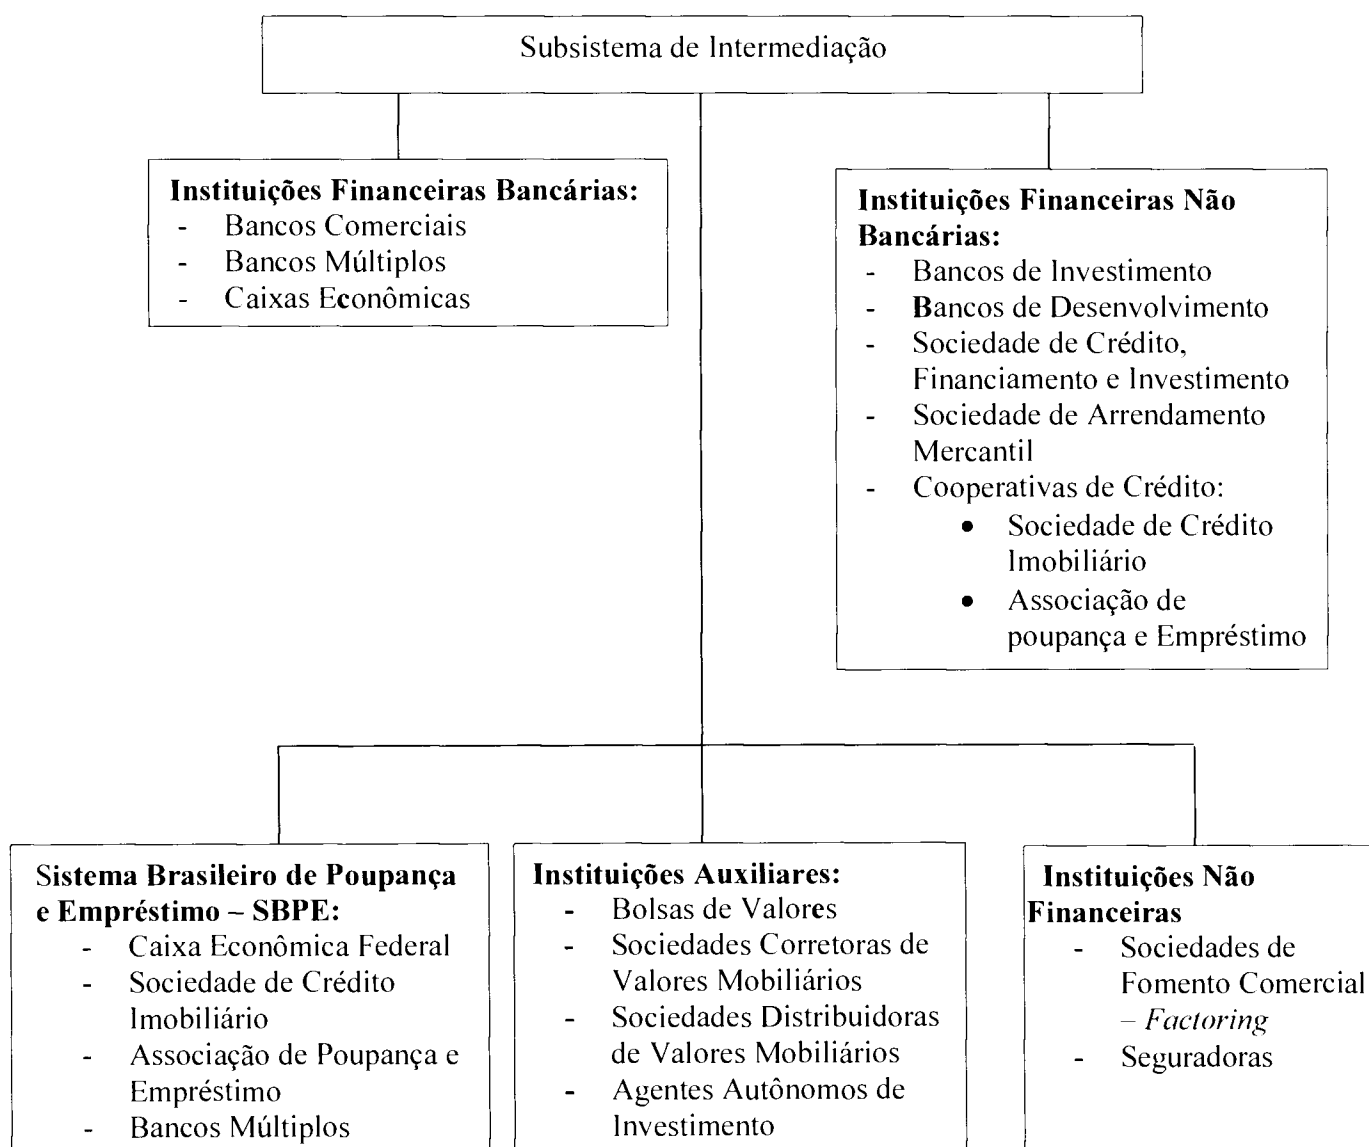 Subsistema de Intermediação
Instituições Financeiras Bancárias:
- Bancos Comerciais
- Bancos Múltiplos
- Caixas Econômicas
Instituições Financeiras Não
Bancárias:
- Bancos de Investimento
- Bancos de Desenvolvimento
- Sociedade de Crédito,
Financiamento e Investimento
- Sociedade de Arrendamento
Mercantil
- Cooperativas de Crédito:
• Sociedade de Crédito
Imobiliário
• Associação de
poupança e Empréstimo
Sistema Brasileiro de Poupança
e Empréstimo – SBPE:
- Caixa Econômica Federal
- Sociedade de Crédito
Imobiliário
- Associação de Poupança e
Empréstimo
- Bancos Múltiplos
Instituições Auxiliares:
- Bolsas de Valores
- Sociedades Corretoras de
Valores Mobiliários
- Sociedades Distribuidoras
de Valores Mobiliários
- Agentes Autônomos de
Investimento
Instituições Não
Financeiras
- Sociedades de
Fomento Comercial
– Factoring
- Seguradoras